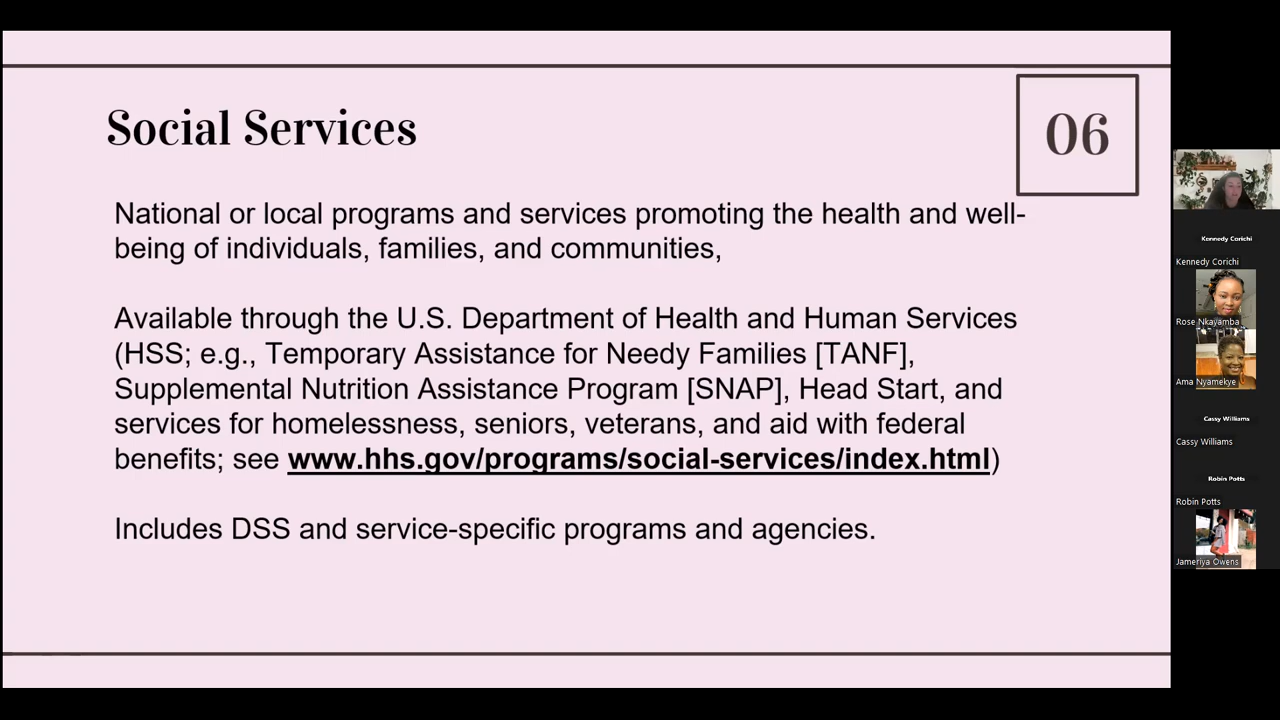 Social Services
06
National or local programs and services promoting the health and well-
being of individuals, families, and communities,
Available through the U.S. Department of Health and Human Services
(HSS; e.g., Temporary Assistance for Needy Families [TANF],
Supplemental Nutrition Assistance Program [SNAP], Head Start, and
services for homelessness, seniors, veterans, and aid with federal
benefits; see www.hhs.gov/programs/social-services/index.html)
Includes DSS and service-specific programs and agencies.
Kennedy Corichi
Kennedy Corichi
Rose Nkayamba
Ama Nyamekye
Cassy Williams
Cassy Williams
Robin Potts
Robin Potts
Jameriya Owens